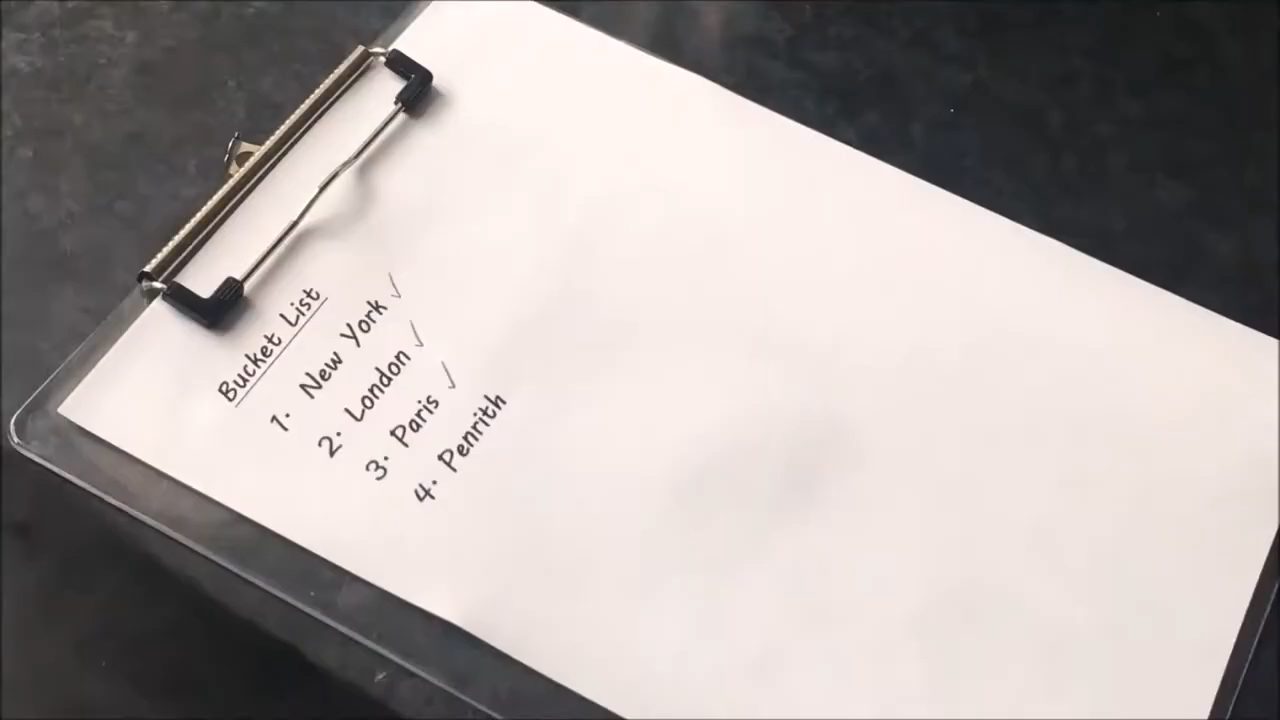 Bucket List
1. New York ✓
2. London ✓
3. Paris ✓
4. Penrith